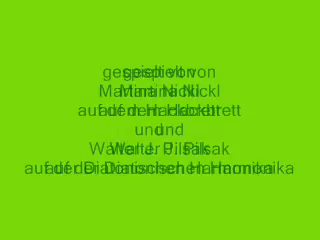 gespielt von
Martina Nickl
auf dem Hackbrett
und
Walter J. Pilsak
auf der Diatonischen Harmonika